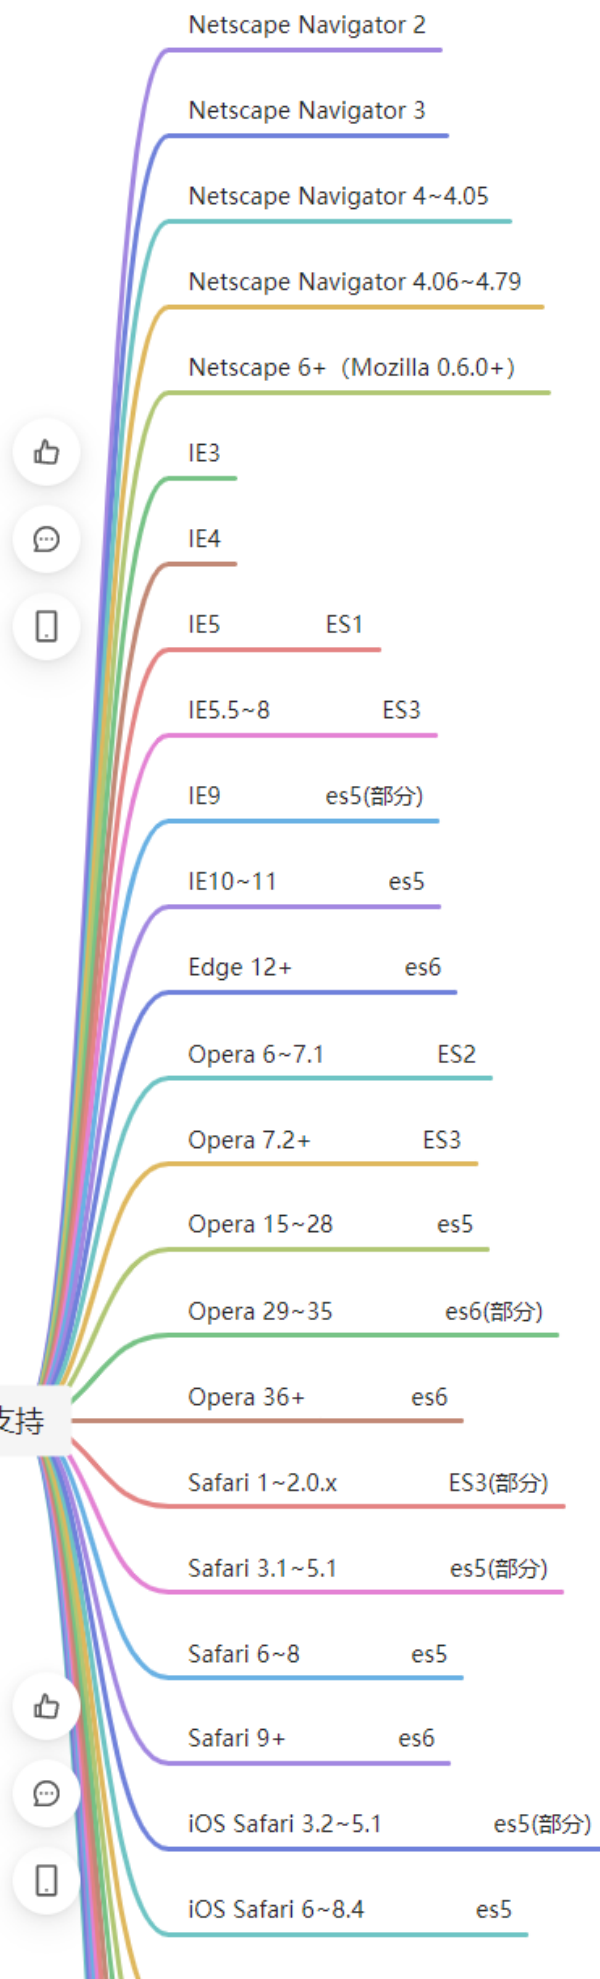 Netscape Navigator 2
Netscape Navigator 3
Netscape Navigator 4~4.05
Netscape Navigator 4.06~4.79
Netscape 6+（Mozilla 0.6.0+）
IE3
IE4
IE5 ES1
IE5.5~8 ES3
IE9 es5(部分)
IE10~11 es5
Edge 12+ es6
Opera 6~7.1 ES2
Opera 7.2+ ES3
Opera 15~28 es5
Opera 29~35 es6(部分)
Opera 36+ es6
支持
Safari 1~2.0.x ES3(部分)
Safari 3.1~5.1 es5(部分)
Safari 6~8 es5
Safari 9+ es6
iOS Safari 3.2~5.1 es5(部分)
iOS Safari 6~8.4 es5